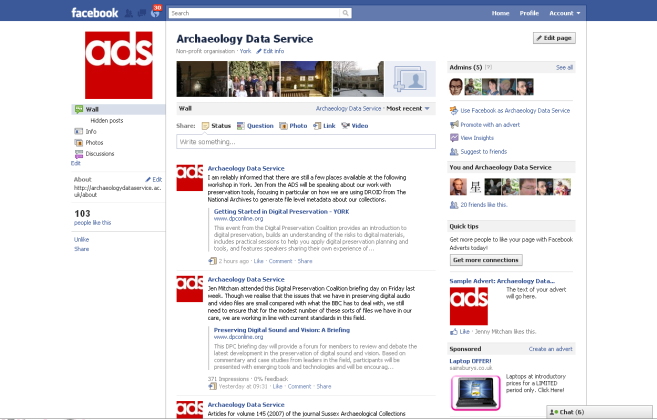 facebook
30
Search
Home Profile Account
ads
Archaeology Data Service
Non-profit organisation · York Edit info
Edit page
Wall
Hidden posts
Info
Photos
Discussions
Edit
About Edit
http://archaeologydataservice.ac.
uk/about
103
people like this
Unlike
Share
Wall Archaeology Data Service · Most recent
Share: Status Question Photo Link Video
Write something...
ads
Archaeology Data Service
I am reliably informed that there are still a few places available at the following
workshop in York. Jen from the ADS will be speaking about our work with
preservation tools, focusing in particular on how we are using DROID from The
National Archives to generate file level metadata about our collections.
Getting Started in Digital Preservation - YORK
www.dpconline.org
This event from the Digital Preservation Coalition provides an introduction to
digital preservation, builds an understanding of the risks to digital materials,
includes practical sessions to help you apply digital preservation planning and
tools, and features speakers sharing their own experience of ...
2 hours ago · Like · Comment · Share
ads
Archaeology Data Service
Jen Mitcham attended this Digital Preservation Coalition briefing day on Friday last
week. Though we realise that the issues that we have in preserving digital audio
and video files are small compared with what the BBC has to deal with, we still
need to ensure that for the modest number of these sorts of files we have in our
care, we are working in line with current standards in this field.
Preserving Digital Sound and Vision: A Briefing
www.dpconline.org
This DPC briefing day will provide a forum for members to review and debate the
latest development in the preservation of digital sound and vision. Based on
commentary and case studies from leaders in the field, participants will be
presented with emerging tools and technologies and will be encourag...
371 Impressions · 0% feedback
Yesterday at 09:31 · Like · Comment · Share
ads
Archaeology Data Service
Articles for volume 145 (2007) of the journal Sussex Archaeological Collections
Admins (5) [?] See all
Use Facebook as Archaeology Data Service
Promote with an advert
View Insights
Suggest to friends
You and Archaeology Data Service
星
20 friends like this.
Quick tips
Get more people to like your page with Facebook
Adverts today!
Get more connections
Sample Advert: Archaeology Data...
ads
The text of your advert
will go here.
Like · Jenny Mitcham likes this.
Sponsored Create an advert
Laptop OFFER!
sainsburys.co.uk
Laptops at introductory
prices for a LIMITED
period only. Click Here!
Chat (6)